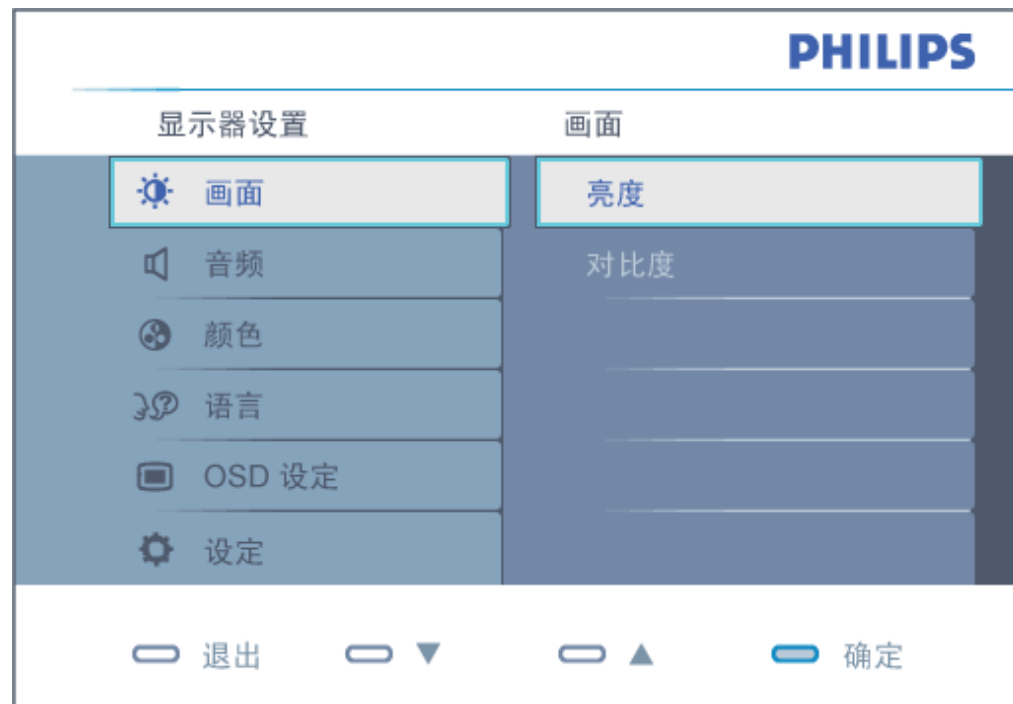 PHILIPS
显示器设置 画面
画面 亮度
音频 对比度
颜色
语言
OSD 设定
设定
退出 ▼ ▲ 确定